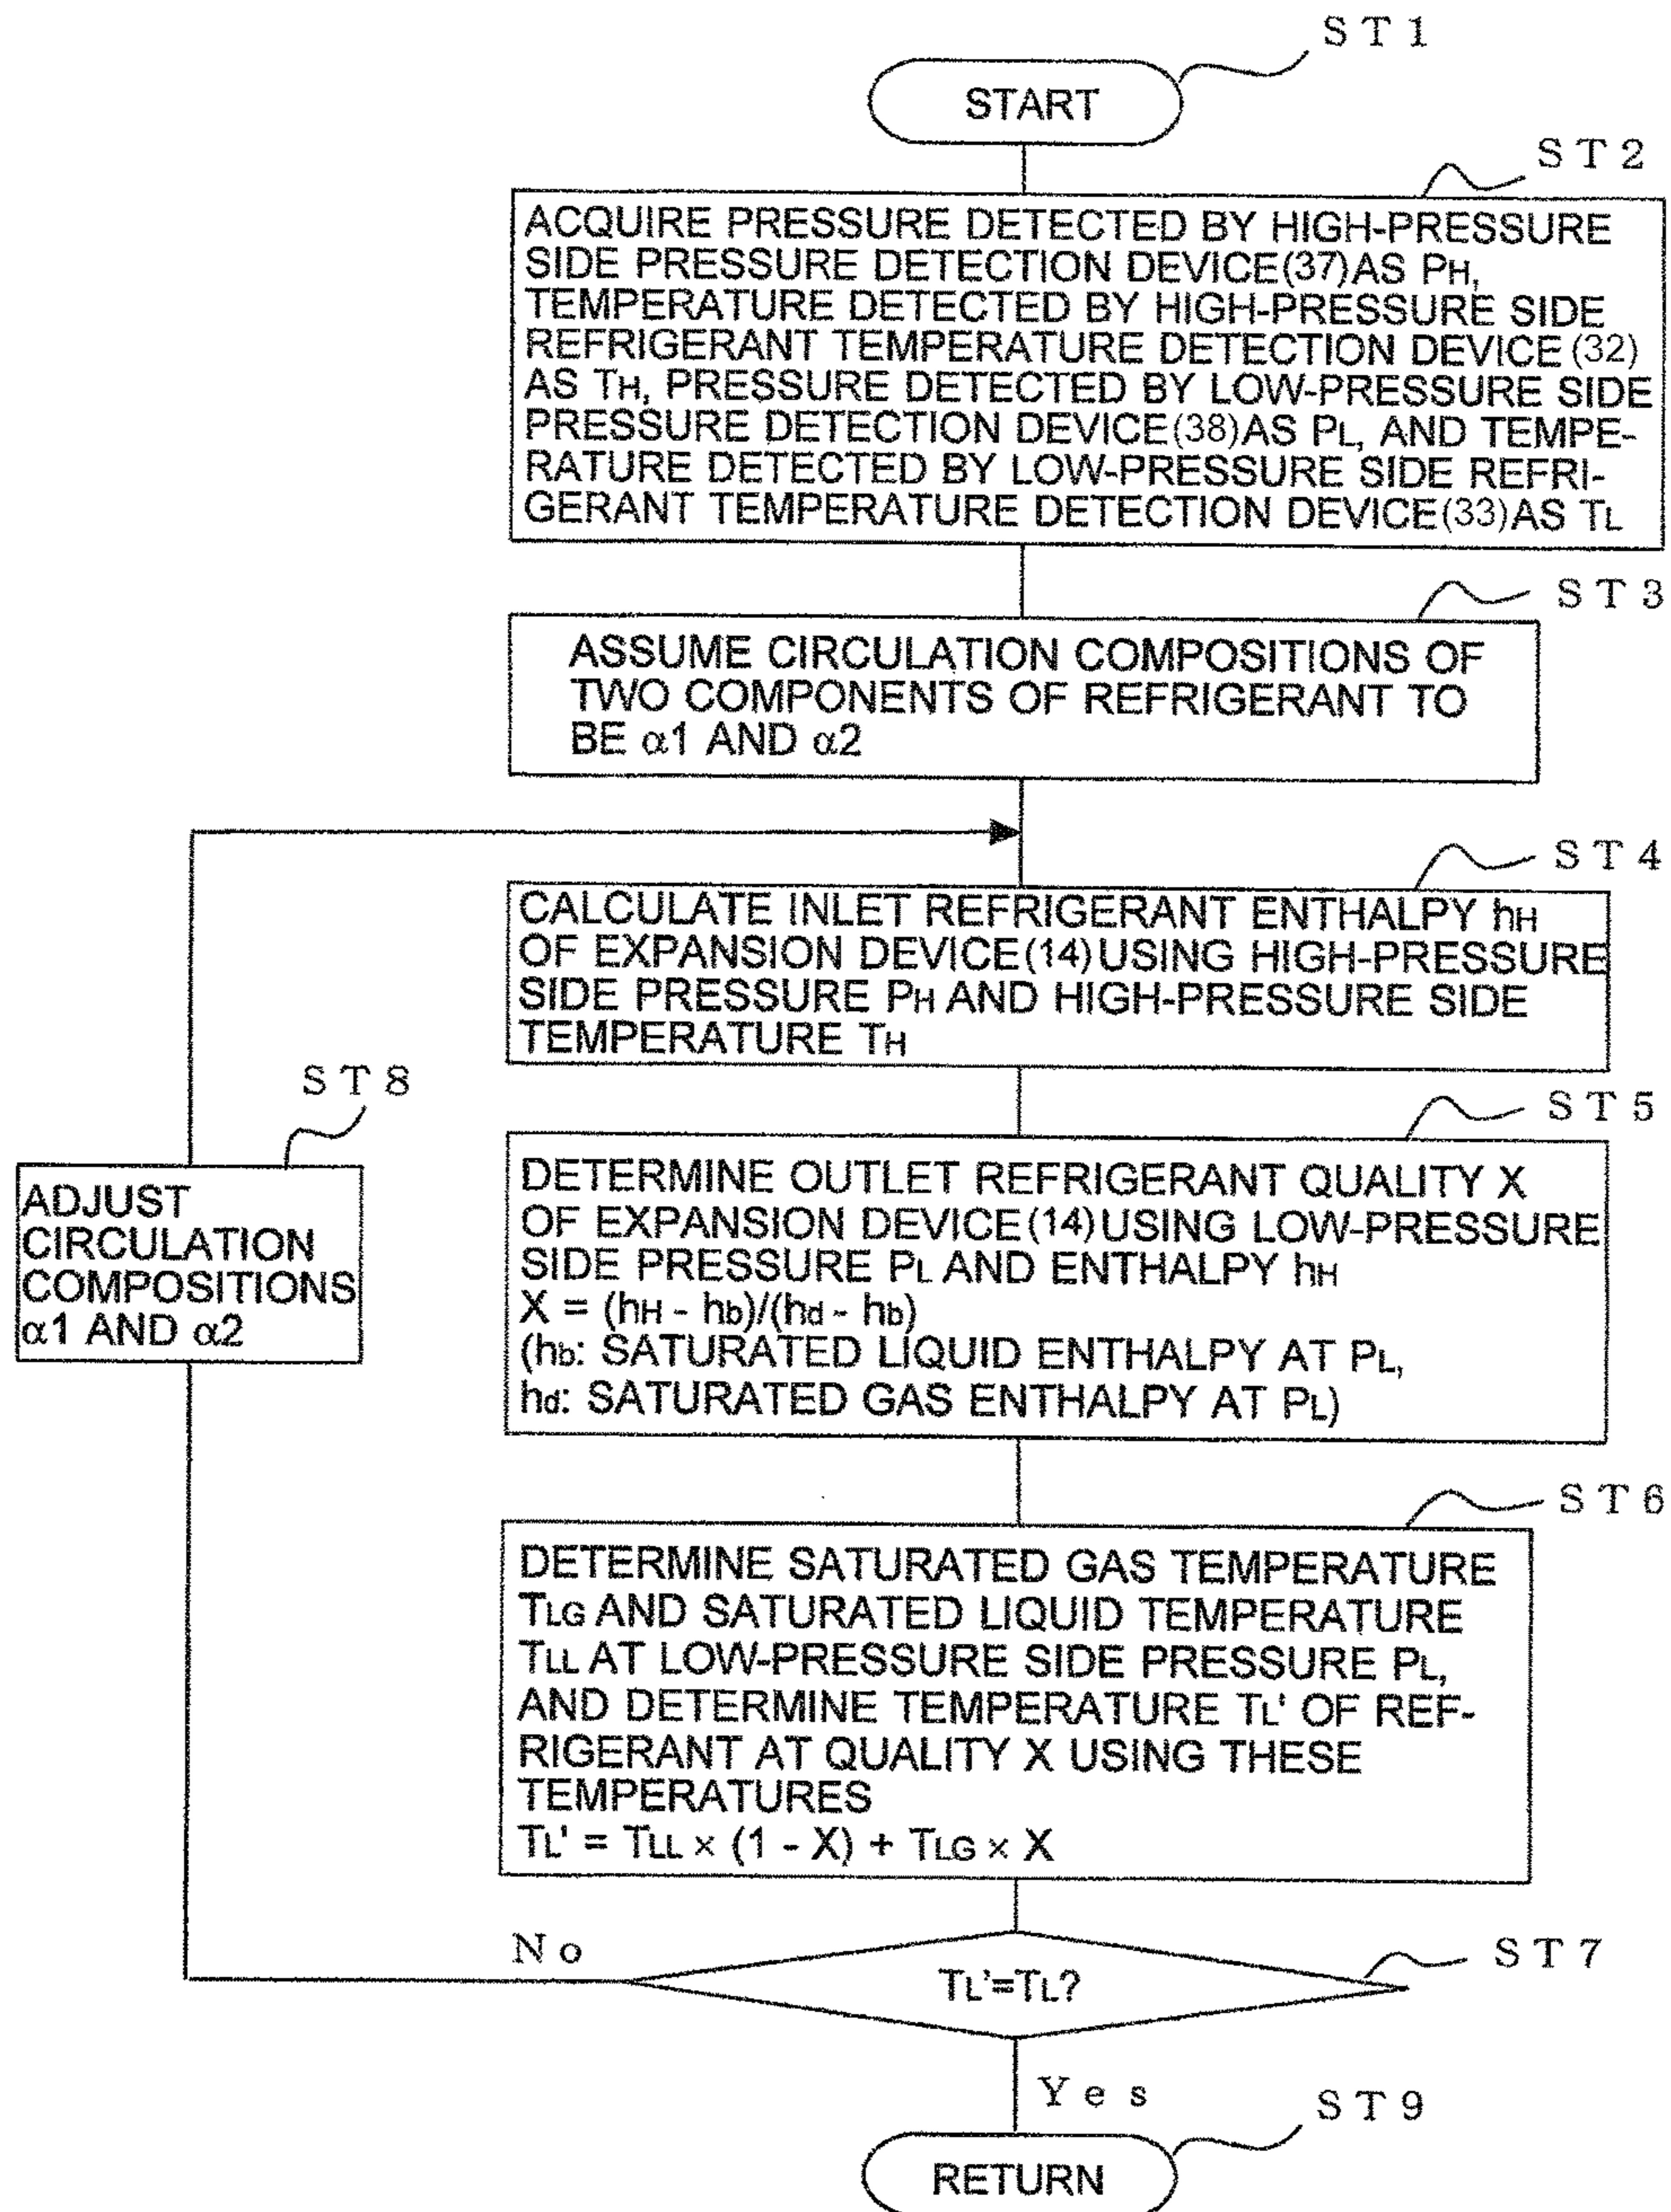 ST1
START
ST2
ACQUIRE PRESSURE DETECTED BY HIGH-PRESSURE
SIDE PRESSURE DETECTION DEVICE(37)AS PH,
TEMPERATURE DETECTED BY HIGH-PRESSURE SIDE
REFRIGERANT TEMPERATURE DETECTION DEVICE(32)
AS TH, PRESSURE DETECTED BY LOW-PRESSURE SIDE
PRESSURE DETECTION DEVICE(38)AS PL, AND TEMPE-
RATURE DETECTED BY LOW-PRESSURE SIDE REFRI-
GERANT TEMPERATURE DETECTION DEVICE(33)AS TL
ST3
ASSUME CIRCULATION COMPOSITIONS OF
TWO COMPONENTS OF REFRIGERANT TO
BE α1 AND α2
ST4
CALCULATE INLET REFRIGERANT ENTHALPY hH
OF EXPANSION DEVICE(14)USING HIGH-PRESSURE
SIDE PRESSURE PH AND HIGH-PRESSURE SIDE
TEMPERATURE TH
ST8
ADJUST
CIRCULATION
COMPOSITIONS
α1 AND α2
ST5
DETERMINE OUTLET REFRIGERANT QUALITY X
OF EXPANSION DEVICE(14)USING LOW-PRESSURE
SIDE PRESSURE PL AND ENTHALPY hH
X = (hH - hb)/(hd - hb)
(hb: SATURATED LIQUID ENTHALPY AT PL,
hd: SATURATED GAS ENTHALPY AT PL)
ST6
DETERMINE SATURATED GAS TEMPERATURE
TLG AND SATURATED LIQUID TEMPERATURE
TLL AT LOW-PRESSURE SIDE PRESSURE PL,
AND DETERMINE TEMPERATURE TL' OF REF-
RIGERANT AT QUALITY X USING THESE
TEMPERATURES
TL' = TLL × (1 - X) + TLG × X
No
ST7
TL'=TL?
Yes
ST9
RETURN